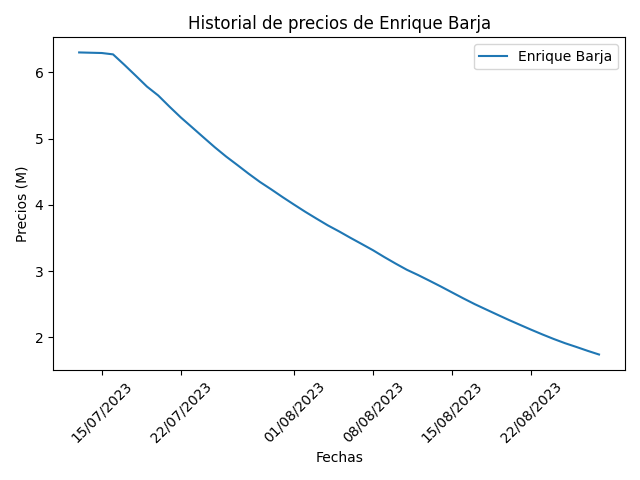 Historial de precios de Enrique Barja
Enrique Barja
Precios (M)
6
5
4
3
2
15/07/2023
22/07/2023
01/08/2023
08/08/2023
15/08/2023
22/08/2023
Fechas